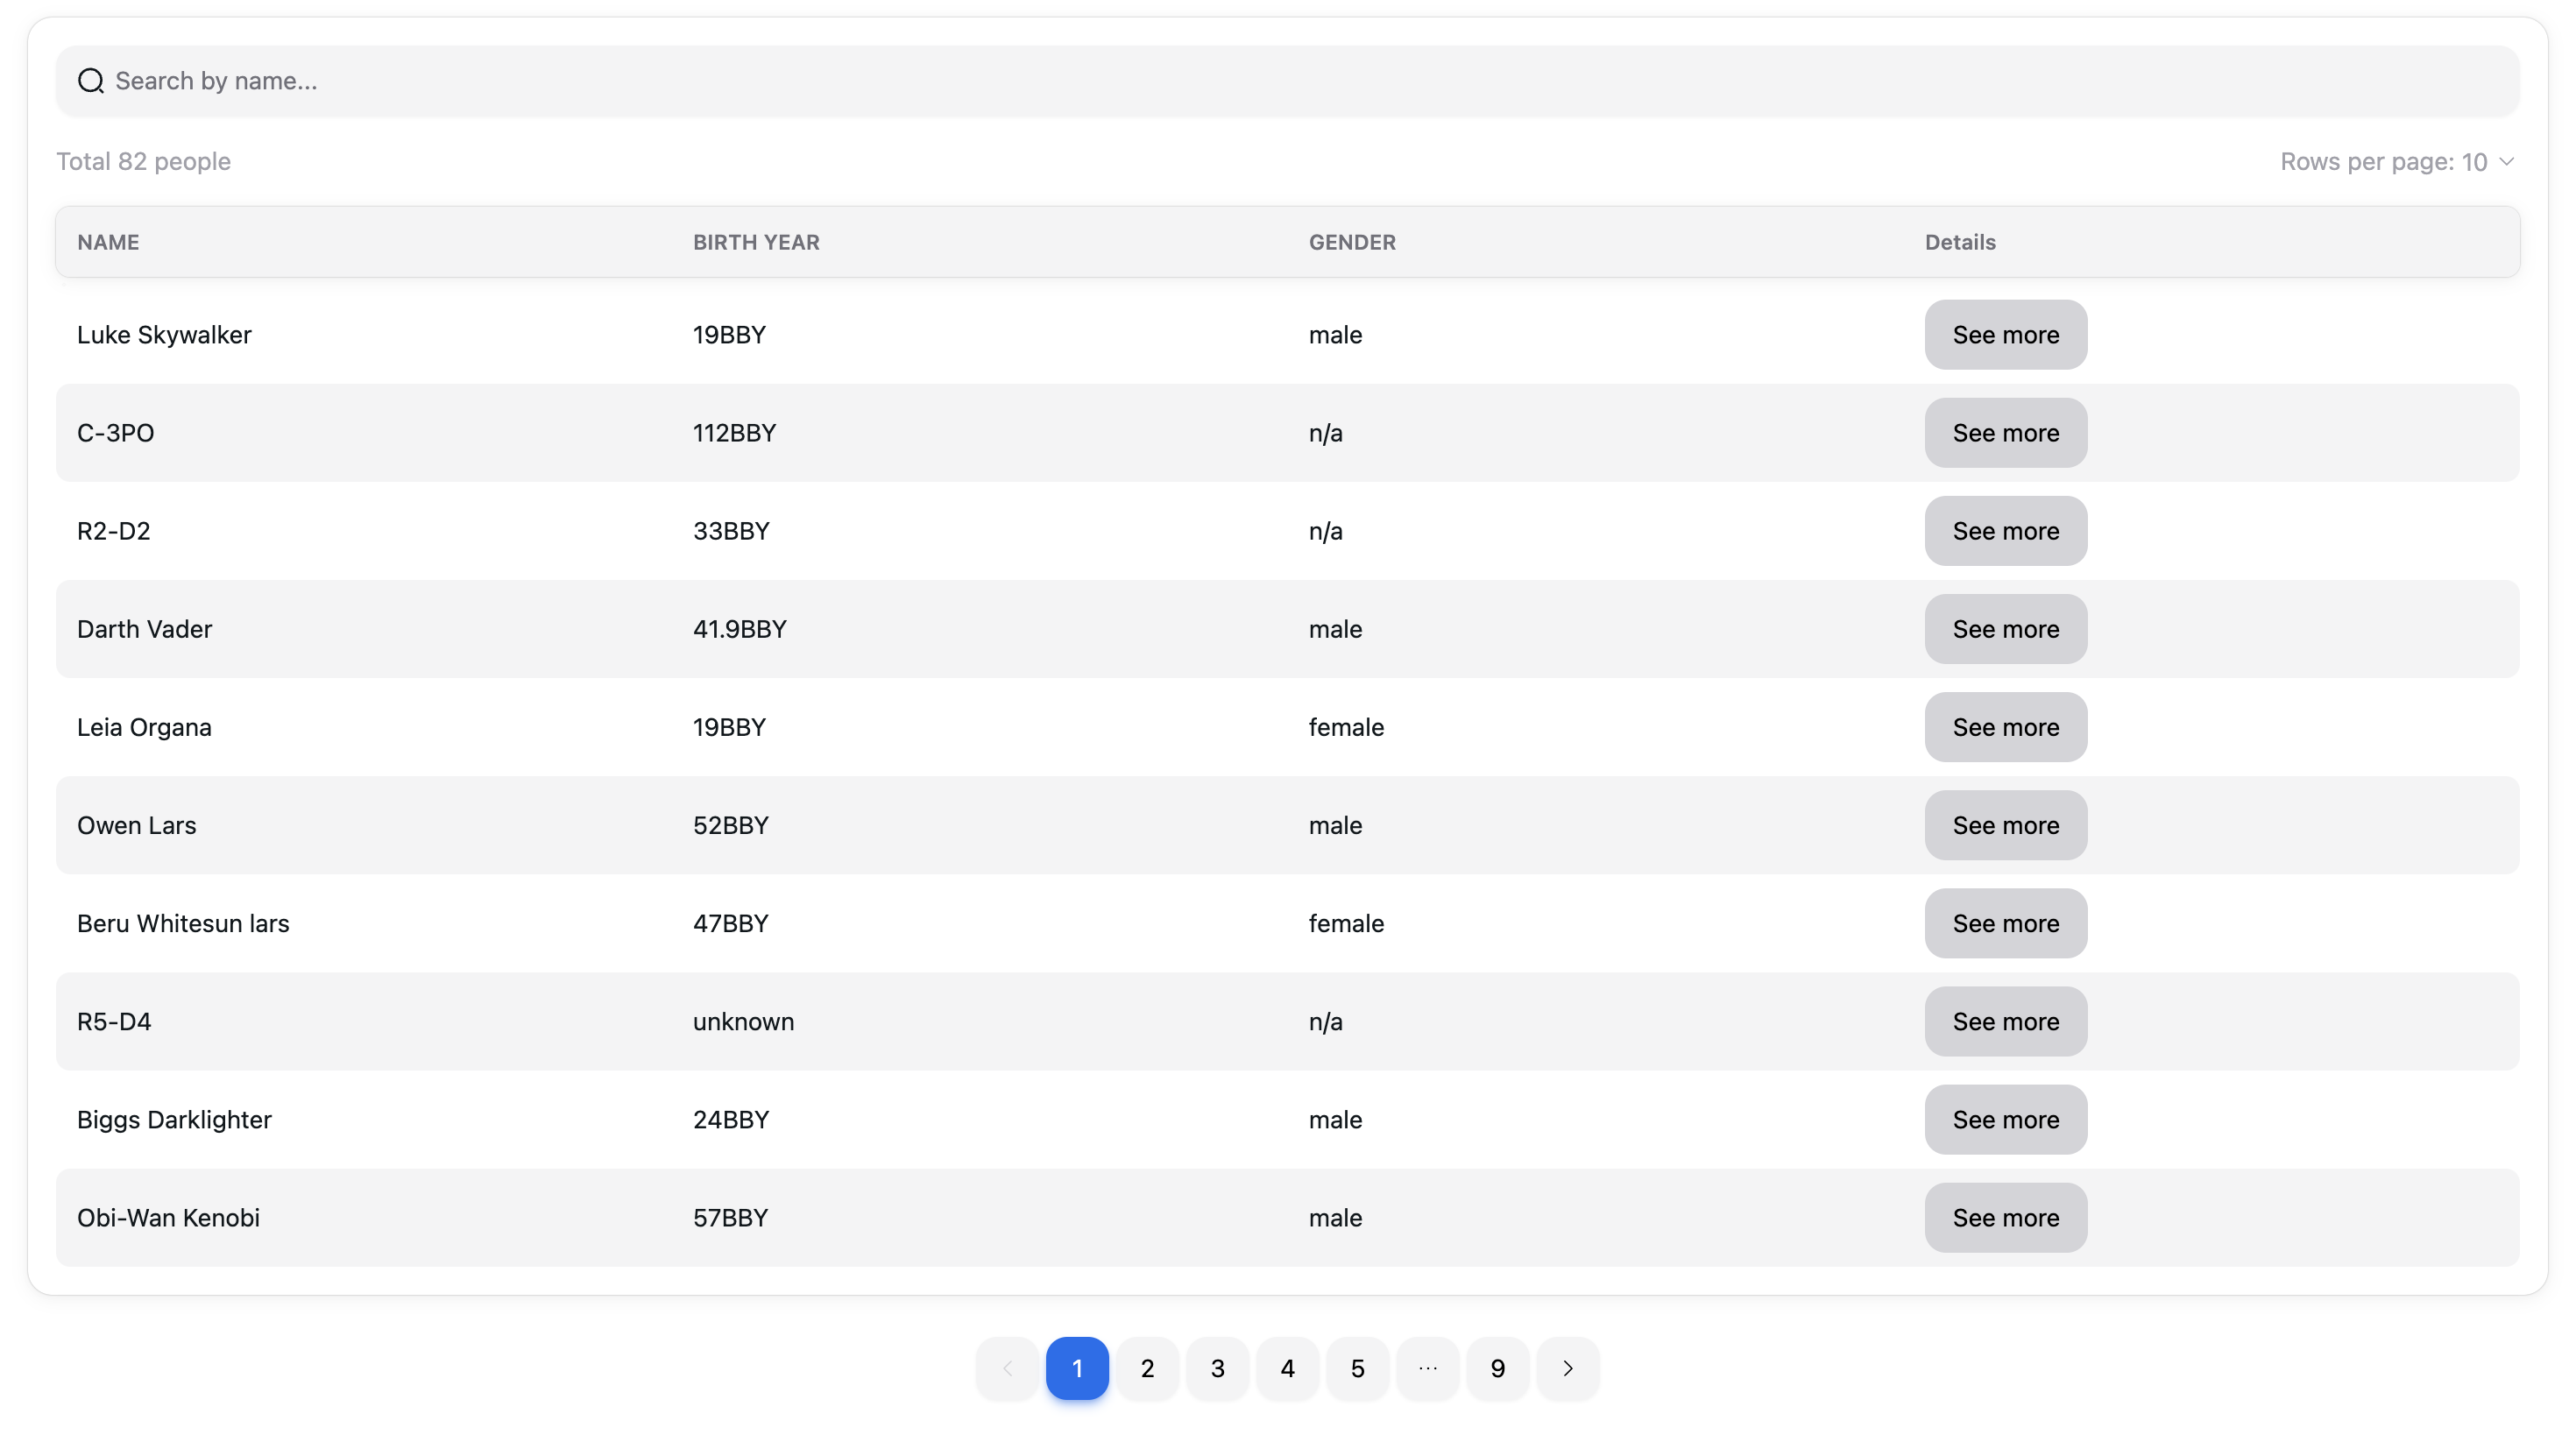 Search by name...
Total 82 people Rows per page: 10
NAME BIRTH YEAR GENDER Details
Luke Skywalker 19BBY male See more
C-3PO 112BBY n/a See more
R2-D2 33BBY n/a See more
Darth Vader 41.9BBY male See more
Leia Organa 19BBY female See more
Owen Lars 52BBY male See more
Beru Whitesun lars 47BBY female See more
R5-D4 unknown n/a See more
Biggs Darklighter 24BBY male See more
Obi-Wan Kenobi 57BBY male See more
1 2 3 4 5 ... 9